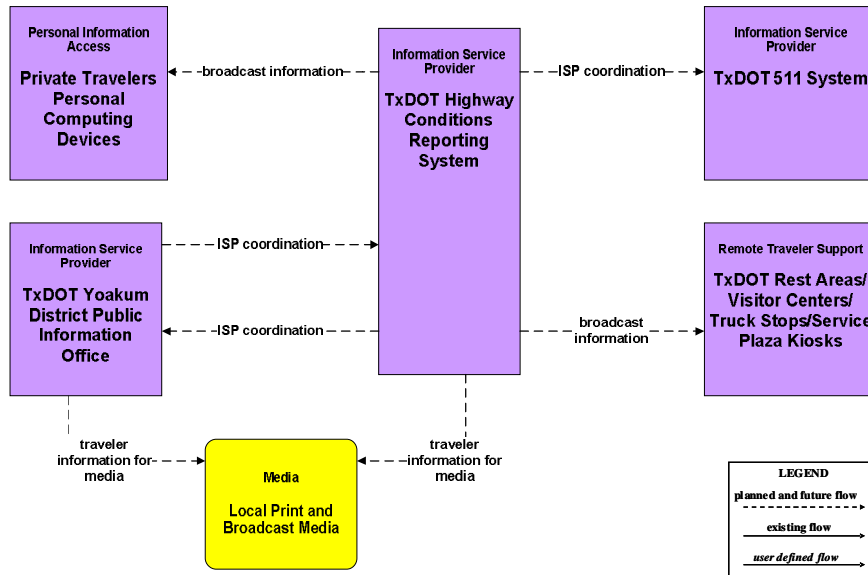 Personal Information
Access
Private Travelers
Personal
Computing
Devices
broadcast information
Information Service
Provider
TxDOT Highway
Conditions
Reporting
System
ISP coordination
Information Service
Provider
TxDOT 511 System
Information Service
Provider
TxDOT Yoakum
District Public
Information
Office
ISP coordination
ISP coordination
broadcast
information
Remote Traveler Support
TxDOT Rest Areas/
Visitor Centers/
Truck Stops/Service
Plaza Kiosks
traveler
information for
media
Media
Local Print and
Broadcast Media
traveler
information for
media
LEGEND
planned and future flow
existing flow
user defined flow